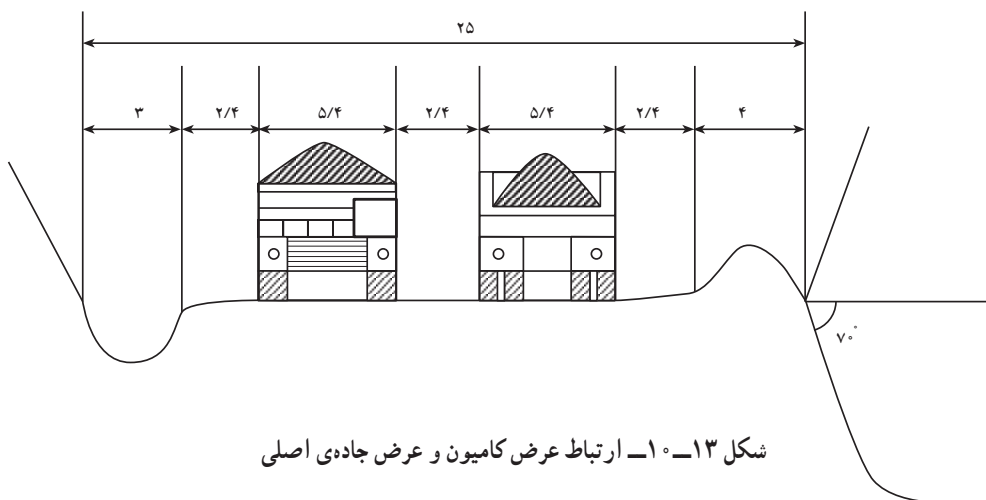 ۲۵
۳ ۲/۴ ۵/۴ ۲/۴ ۵/۴ ۲/۴ ۴
۷۰°
شکل ۱۳ــ۱۰ــ ارتباط عرض کامیون و عرض جاده‌ی اصلی